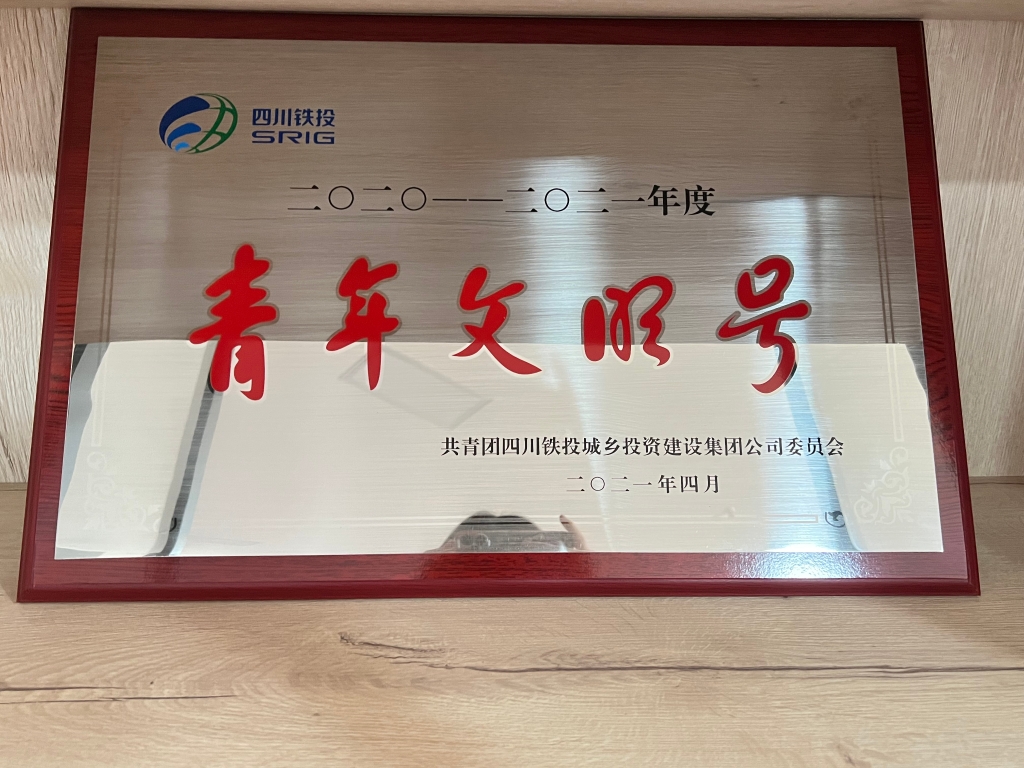 四川铁投
SRIG
二〇二〇——二〇二一年度
青年文明号
共青团四川铁投城乡投资建设集团公司委员会
二〇二一年四月